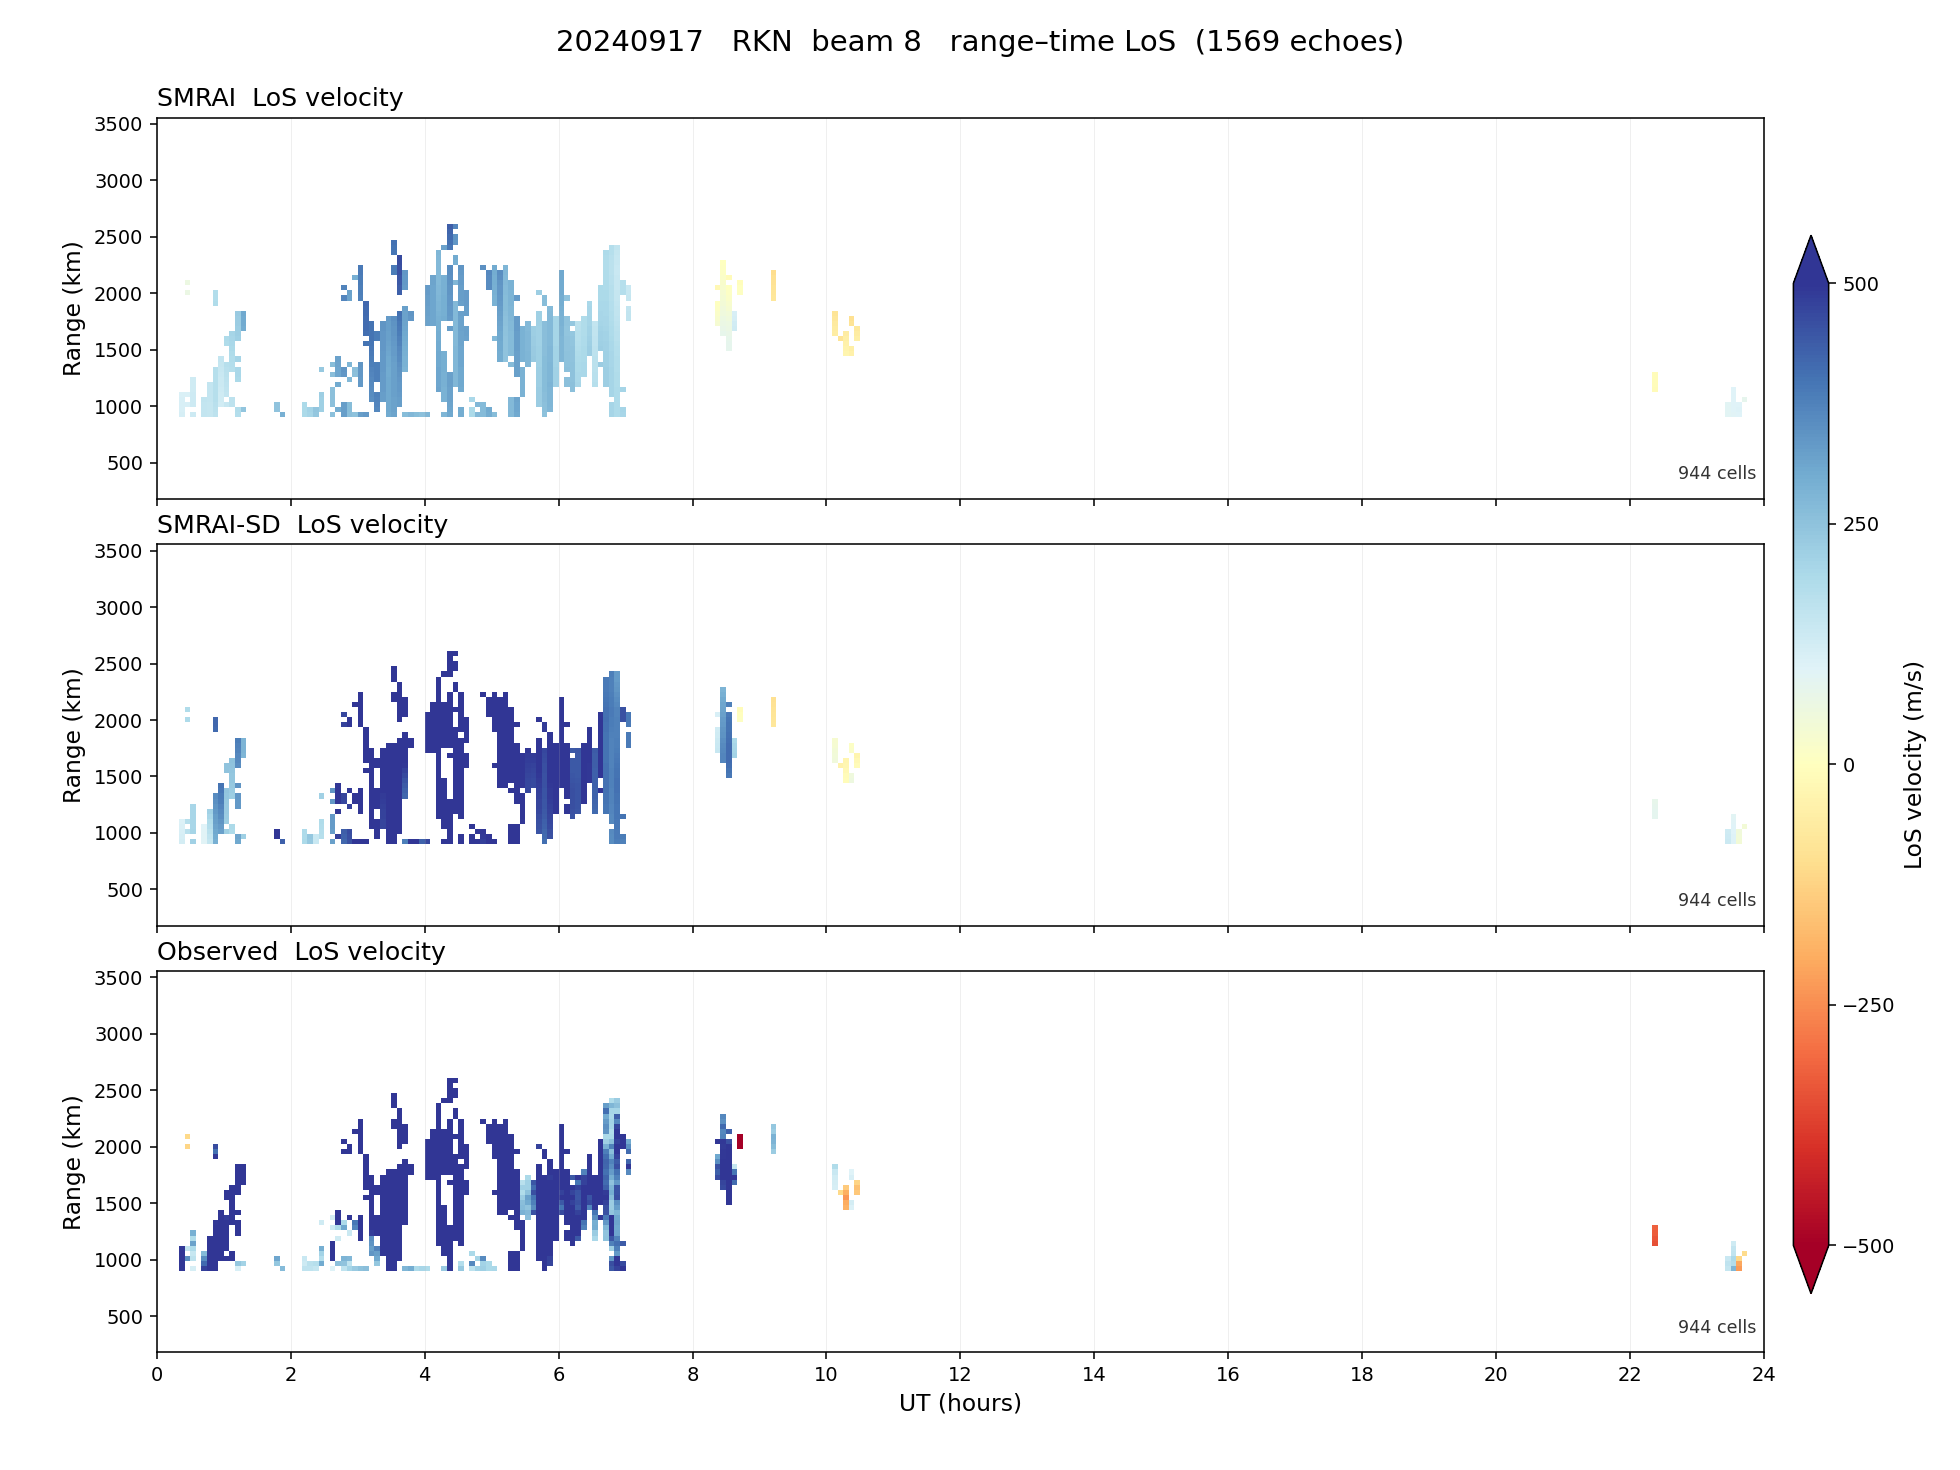 20240917   RKN  beam 8   range–time LoS  (1569 echoes)
SMRAI  LoS velocity
3500
3000
2500
2000
1500
1000
500
Range (km)
944 cells
SMRAI-SD  LoS velocity
3500
3000
2500
2000
1500
1000
500
Range (km)
944 cells
Observed  LoS velocity
3500
3000
2500
2000
1500
1000
500
Range (km)
944 cells
0 2 4 6 8 10 12 14 16 18 20 22 24
UT (hours)
500
250
0
−250
−500
LoS velocity (m/s)